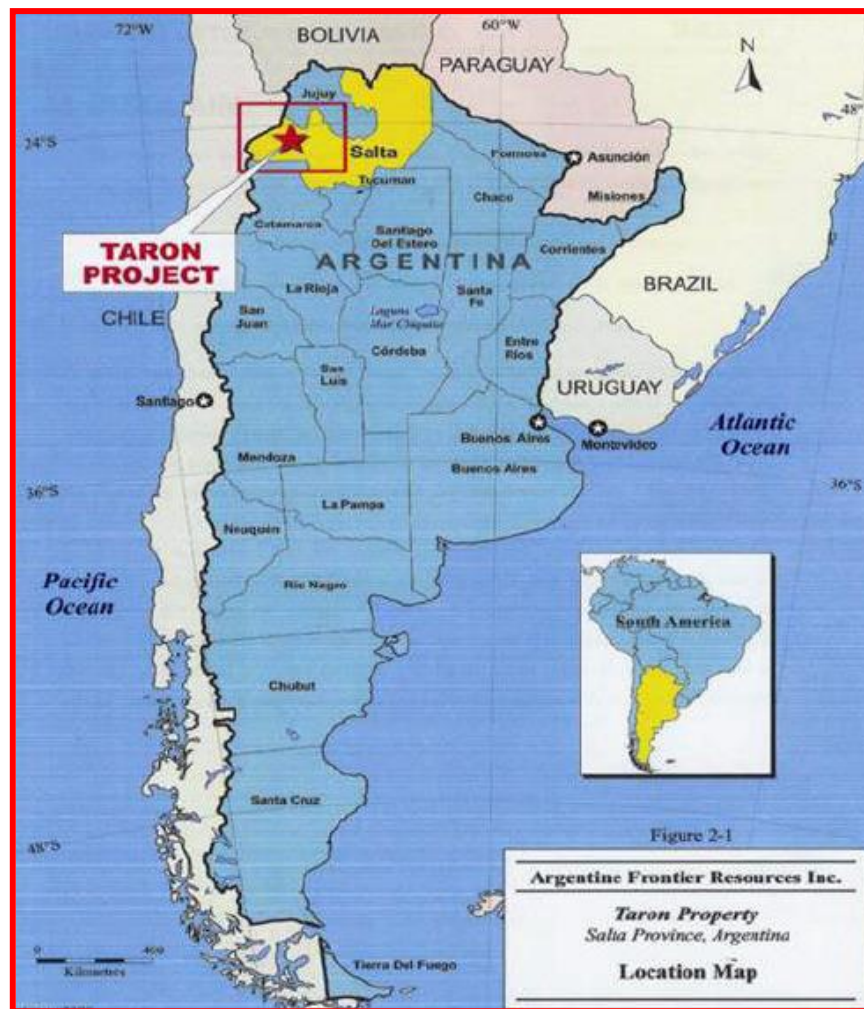 72°W
60°W
BOLIVIA
PARAGUAY
N
Jujuy
48°
24°S
Salta
Formosa
Asunción
Tucuman
Chaco
Misiones
Catamarca
Santiago
Del Estero
TARON
PROJECT
Corrientes
ARGENTINA
La Rioja
Santa
Fe
BRAZIL
CHILE
San
Juan
Laguna
Mar Chiquita
Entre
Rios
Córdoba
San
Luis
URUGUAY
Santiago
Atlantic
Ocean
Buenos Aires
Montevideo
Mendoza
Buenos Aires
36°S
36°S
La Pampa
Neuquén
Pacific
Ocean
Rio Negro
South America
Chubut
Santa Cruz
Figure 2-1
48°S
Argentine Frontier Resources Inc.
Taron Property
Salta Province, Argentina
Location Map
0
400
Kilometres
Tierra Del Fuego